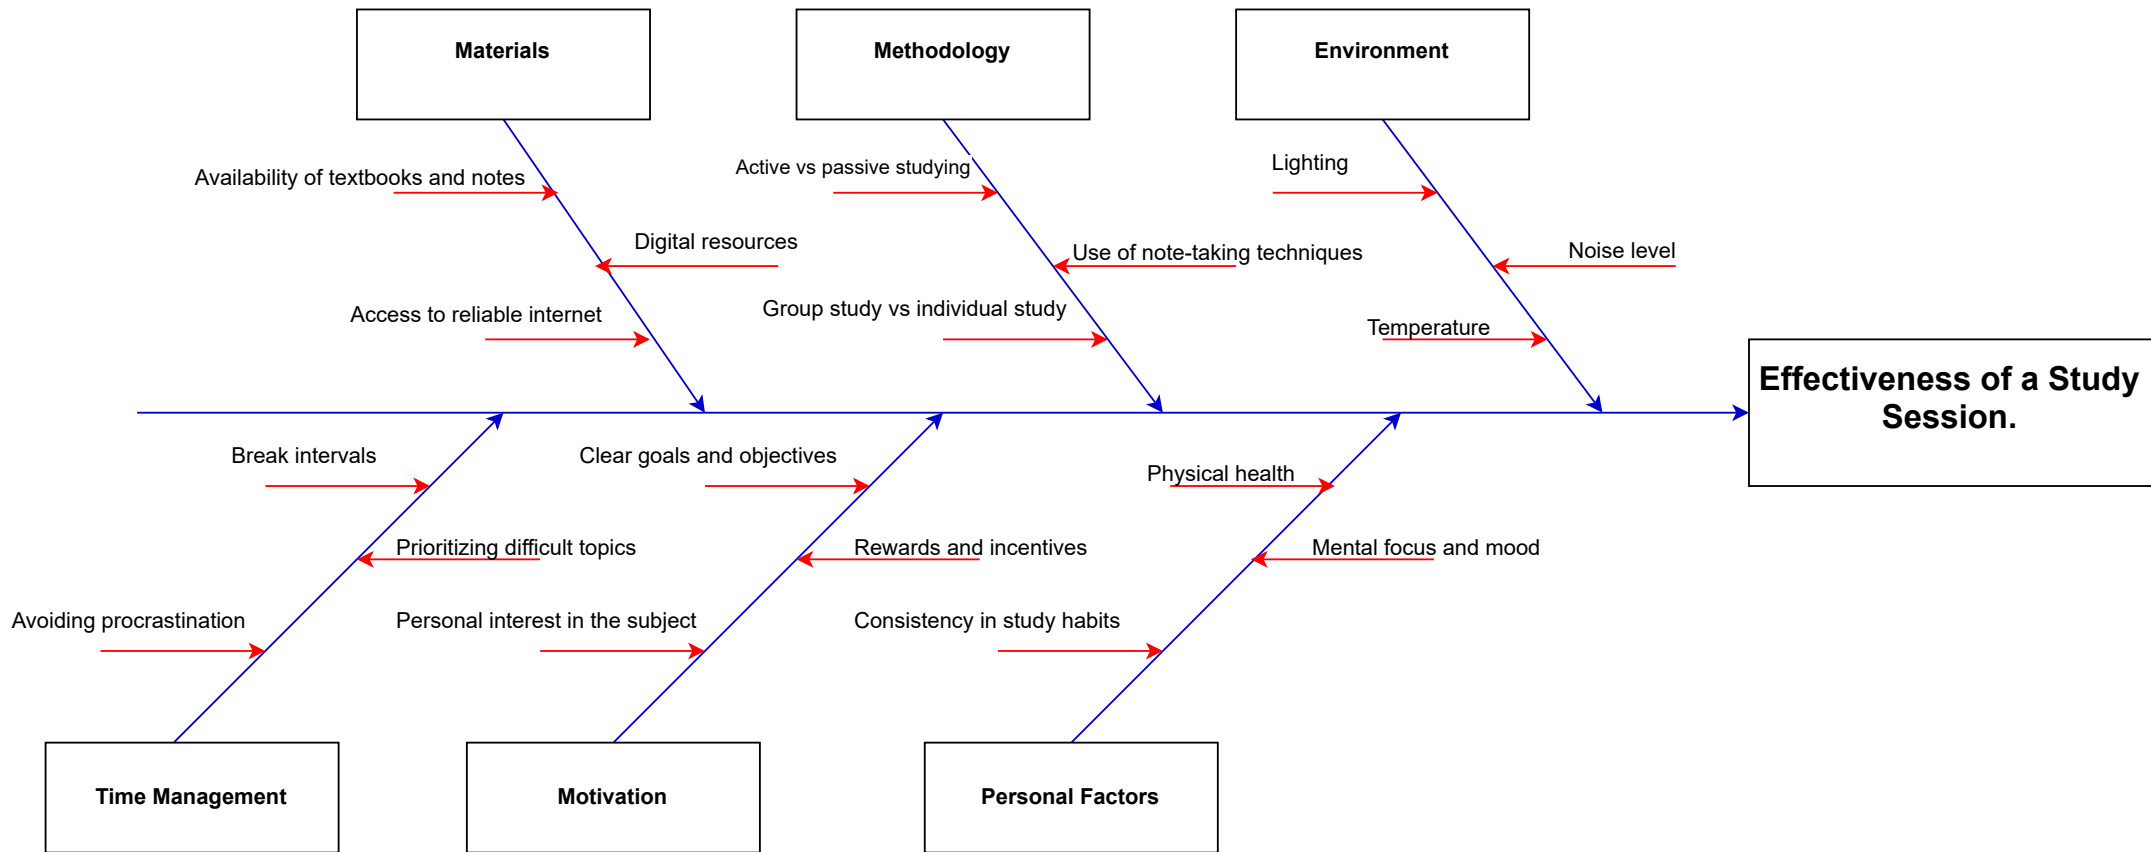 Materials
Methodology
Environment
Availability of textbooks and notes
Active vs passive studying
Lighting
Digital resources
Use of note-taking techniques
Noise level
Access to reliable internet
Group study vs individual study
Temperature
Effectiveness of a Study
Session.
Break intervals
Clear goals and objectives
Physical health
Prioritizing difficult topics
Rewards and incentives
Mental focus and mood
Avoiding procrastination
Personal interest in the subject
Consistency in study habits
Time Management
Motivation
Personal Factors